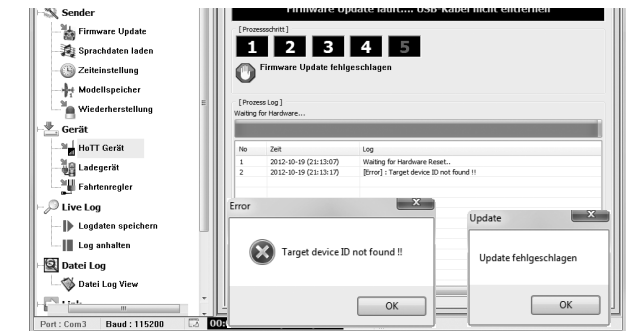 Sender
Firmware Update
Sprachdaten laden
Zeiteinstellung
Modellspeicher
Wiederherstellung
Gerät
HoTT Gerät
Ladegerät
Fahrtenregler
Live Log
Logdaten speichern
Log anhalten
Datei Log
Datei Log View
Port : Com3 Baud : 115200
Firmware Update läuft.... USB-Kabel nicht entfernen
[ Prozessschritt ]
1 2 3 4 5
Firmware Update fehlgeschlagen
[ Prozess Log ]
Waiting for Hardware...
No Zeit Log
1 2012-10-19 (21:13:07) Waiting for Hardware Reset..
2 2012-10-19 (21:13:17) [Error] : Target device ID not found !!
Error
Target device ID not found !!
OK
Update
Update fehlgeschlagen
OK